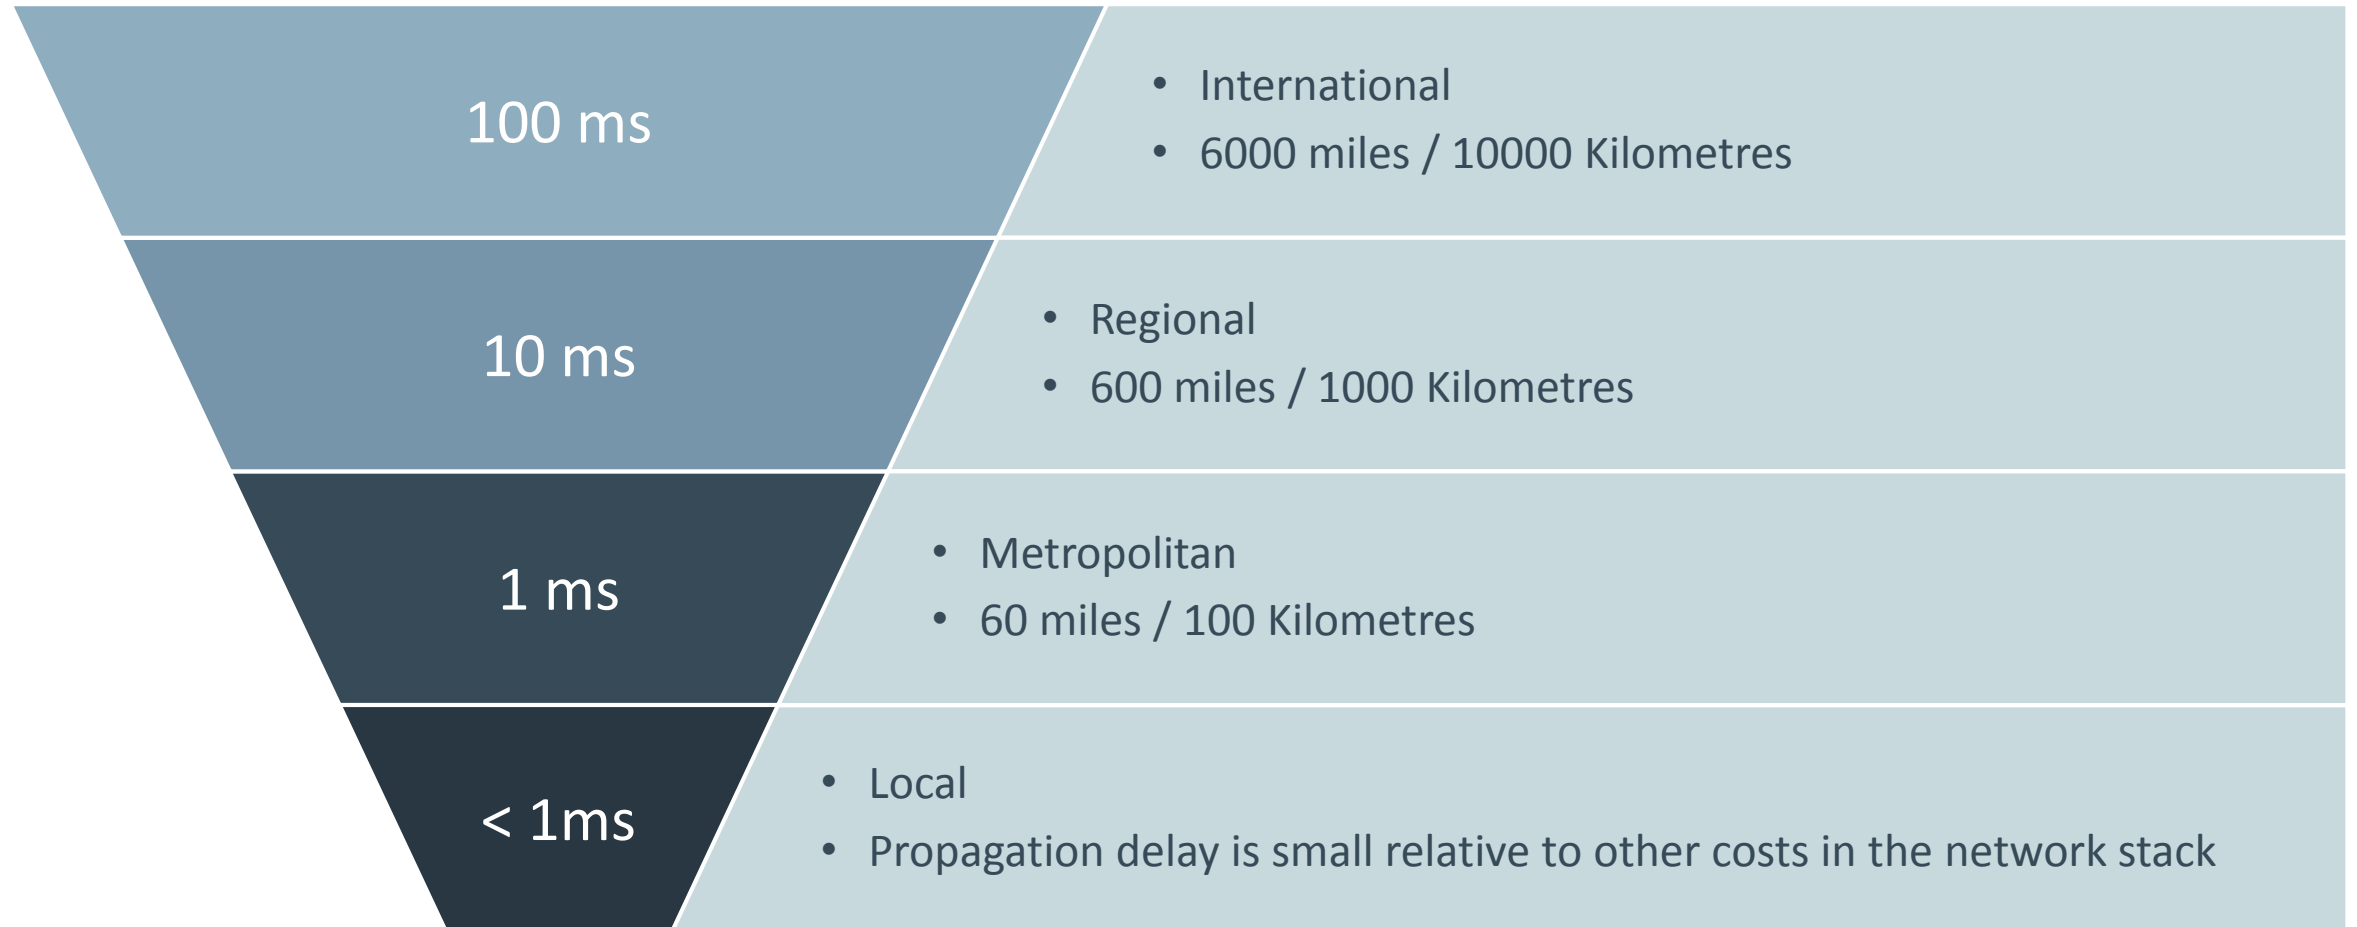 100 ms
• International
• 6000 miles / 10000 Kilometres
10 ms
• Regional
• 600 miles / 1000 Kilometres
1 ms
• Metropolitan
• 60 miles / 100 Kilometres
< 1ms
• Local
• Propagation delay is small relative to other costs in the network stack